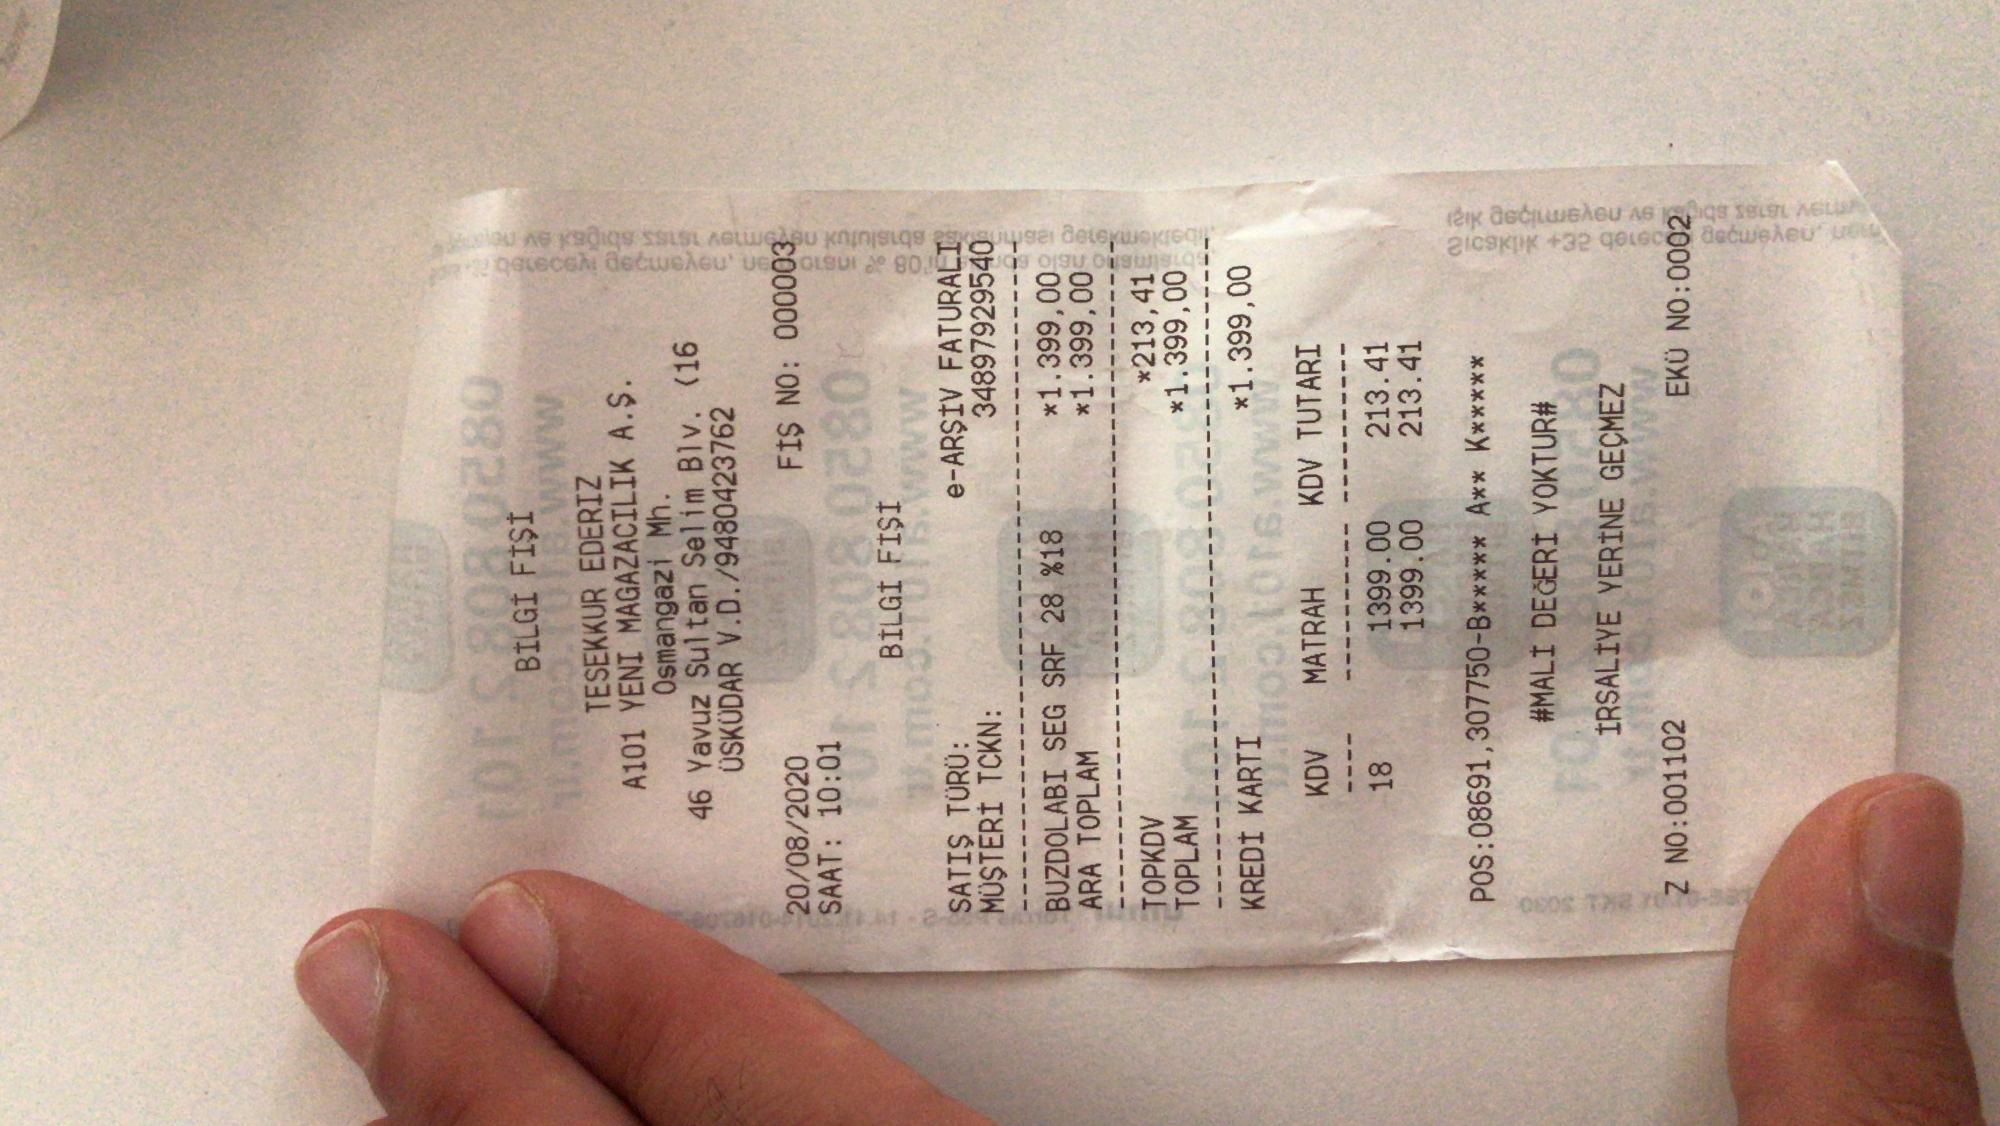 BİLGİ FİŞİ
TESEKKUR EDERIZ
A101 YENI MAGAZACILIK A.Ş.
Osmangazi Mh.
46 Yavuz Sultan Selim Blv. (16
ÜSKÜDAR V.D./9480423762
20/08/2020 FİŞ NO: 000003
SAAT: 10:01
BİLGİ FİŞİ
SATIŞ TÜRÜ: e-ARŞİV FATURALI
MÜŞTERİ TCKN: 34897929540
BUZDOLABI SEG SRF 28 %18 *1.399,00
ARA TOPLAM *1.399,00
TOPKDV *213,41
TOPLAM *1.399,00
KREDİ KARTI *1.399,00
KDV MATRAH KDV TUTARI
---- ----------- -----------
18 1399.00 213.41
1399.00 213.41
POS:08691,307750-B****** A** K******
#MALİ DEĞERİ YOKTUR#
İRSALİYE YERİNE GEÇMEZ
Z NO:001102 EKÜ NO:0002